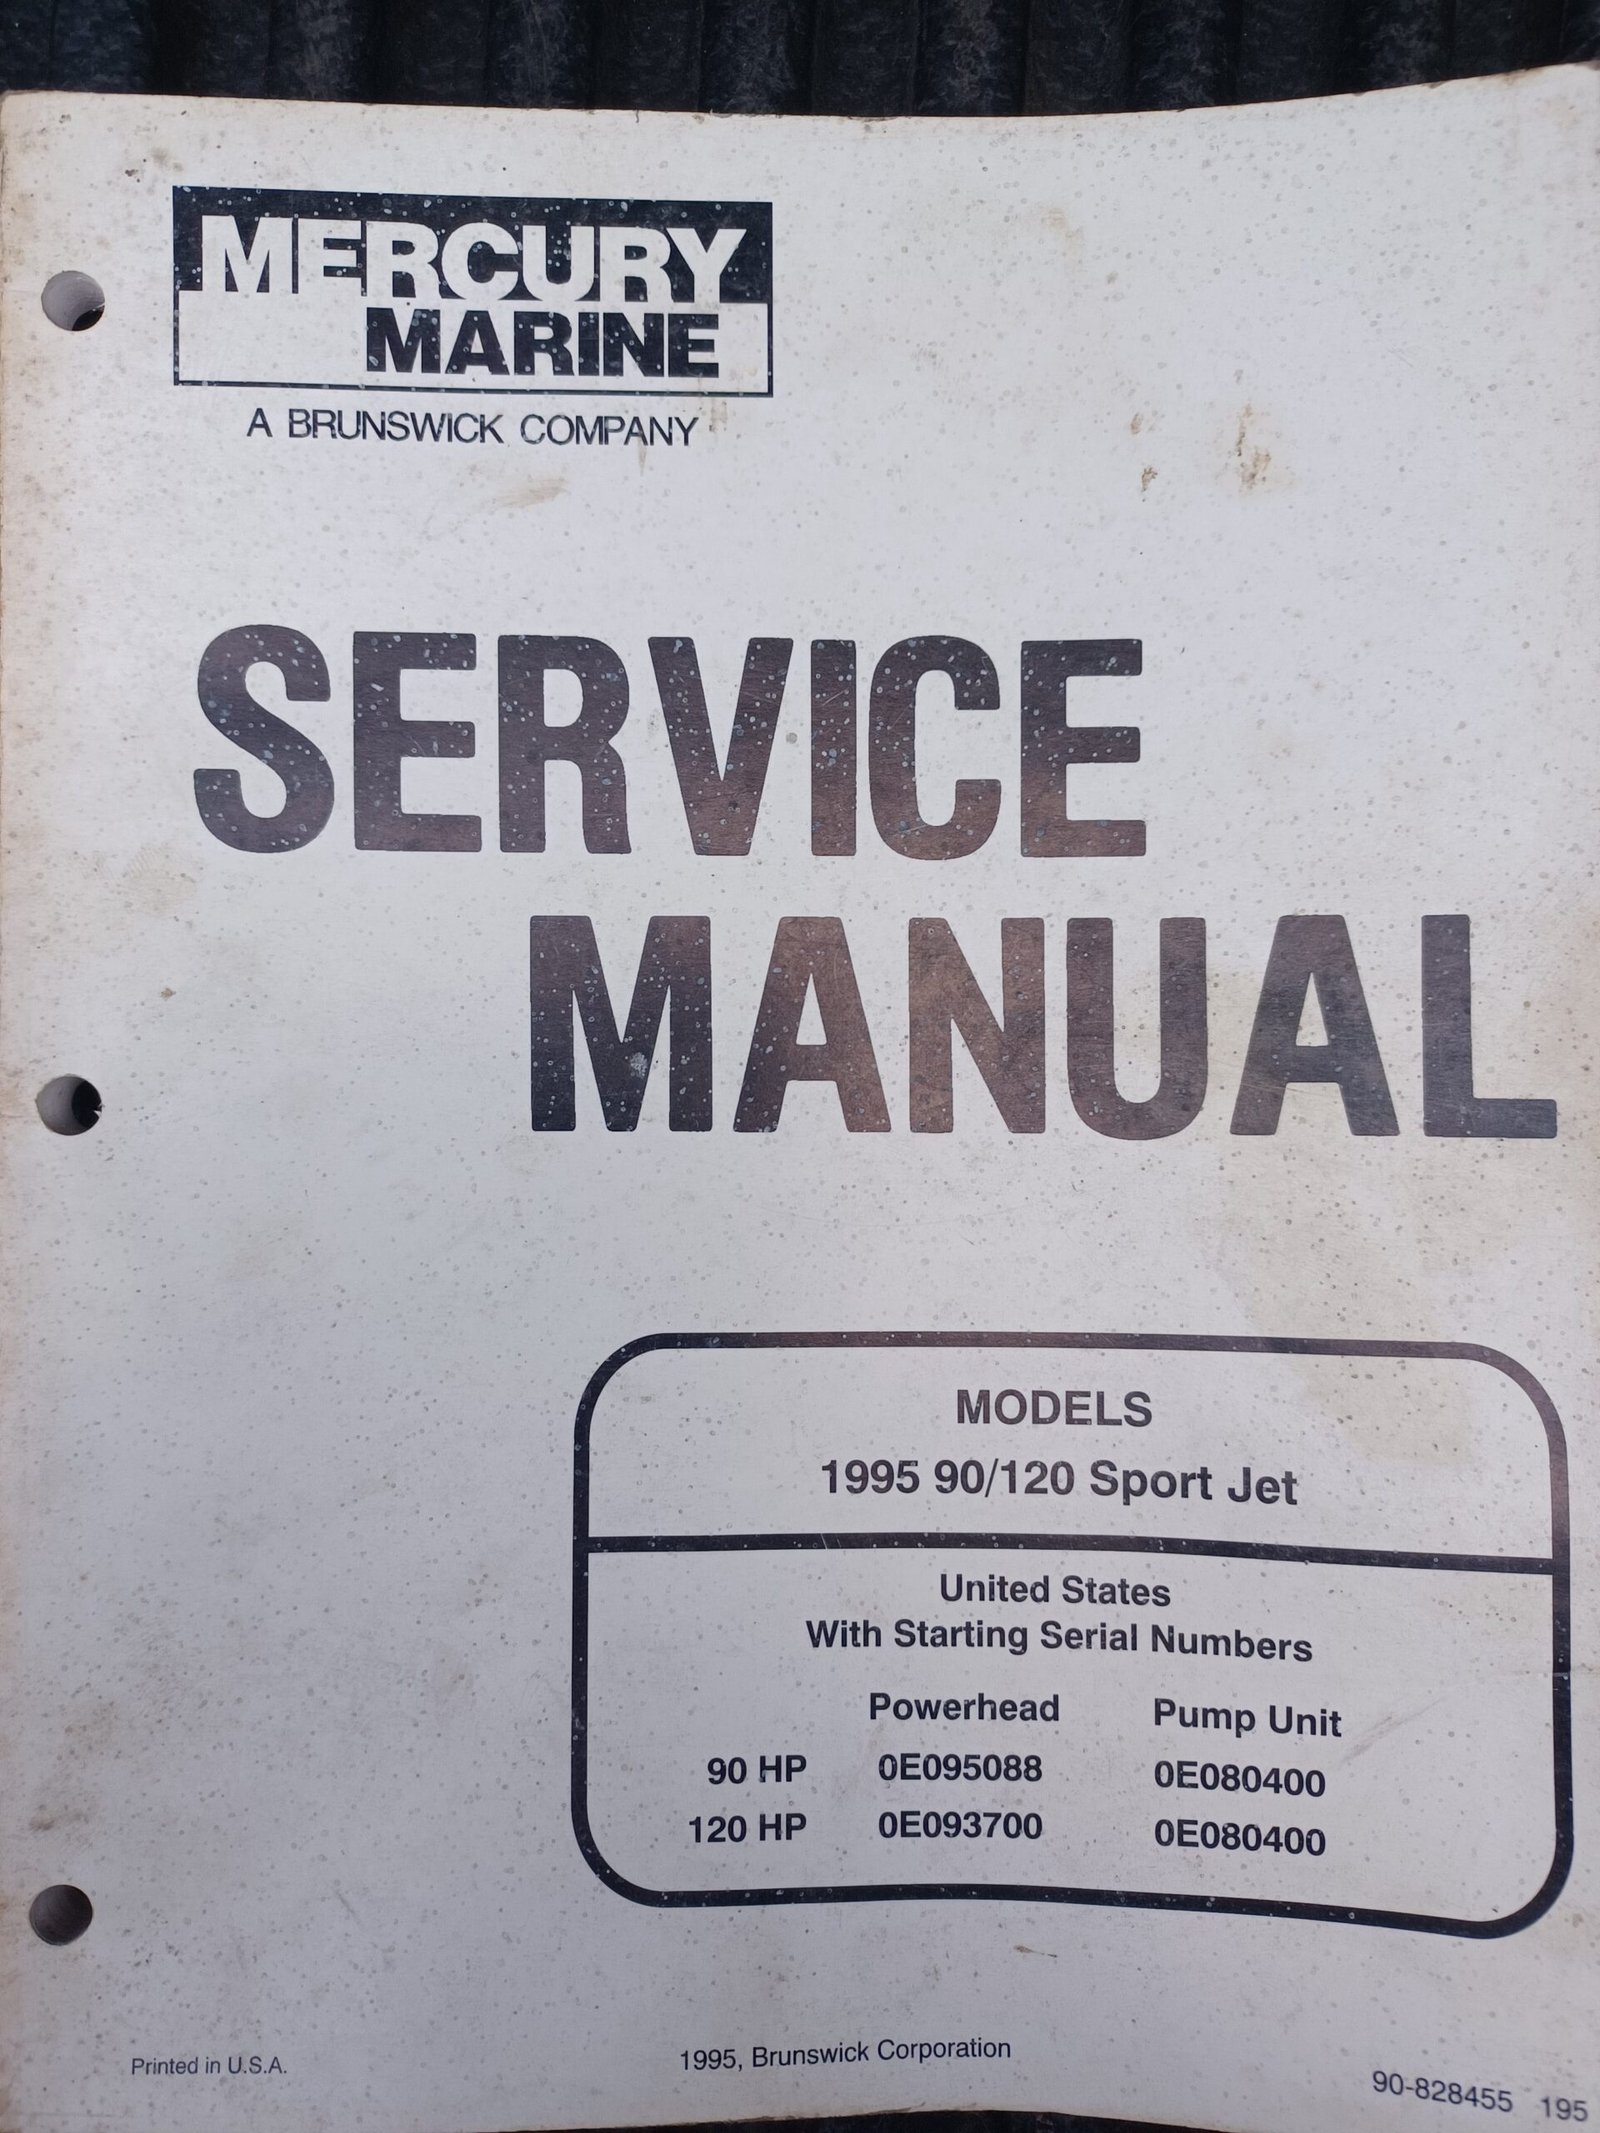 MERCURY
MARINE
A BRUNSWICK COMPANY
SERVICE
MANUAL
MODELS
1995 90/120 Sport Jet
United States
With Starting Serial Numbers
Powerhead Pump Unit
90 HP 0E095088 0E080400
120 HP 0E093700 0E080400
Printed in U.S.A.
1995, Brunswick Corporation
90-828455 195